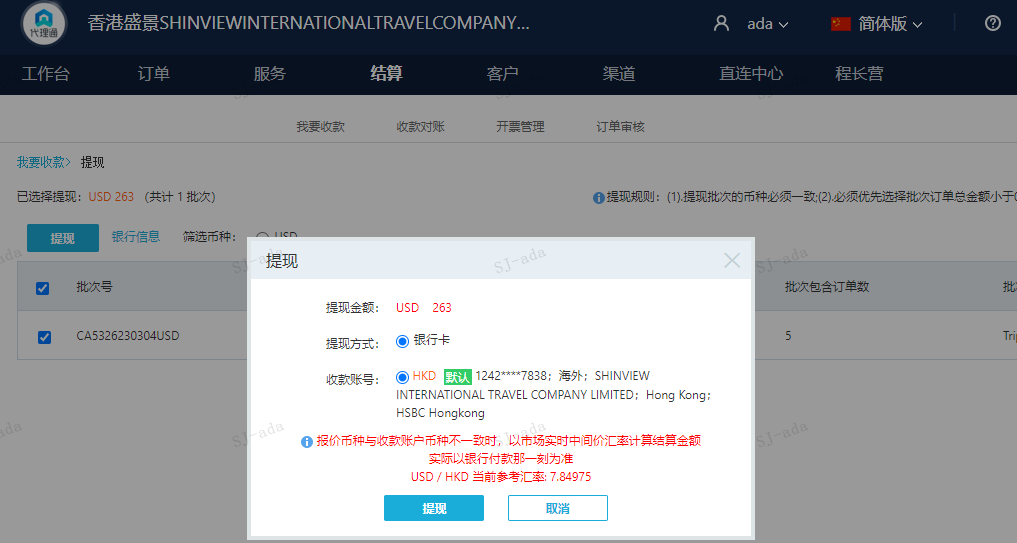 代理通
香港盛景SHINVIEWINTERNATIONALTRAVELCOMPANY...
ada
简体版
工作台
订单
服务
结算
客户
渠道
直连中心
程长营
我要收款
收款对账
开票管理
订单审核
我要收款> 提现
已选择提现：USD 263 （共计 1 批次）
提现规则：(1).提现批次的币种必须一致;(2).必须优先选择批次订单总金额小于
提现
银行信息
筛选币种：
USD
批次号
批次包含订单数
批
CA5326230304USD
5
Trip
提现
提现金额： USD 263
提现方式： 银行卡
收款账号： HKD 默认 1242****7838；海外；SHINVIEW
INTERNATIONAL TRAVEL COMPANY LIMITED；Hong Kong；
HSBC Hongkong
报价币种与收款账户币种不一致时，以市场实时中间价汇率计算结算金额
实际以银行付款那一刻为准
USD / HKD 当前参考汇率: 7.84975
提现
取消
SJ-ada
SJ-ada
SJ-ada
SJ-ada
SJ-ada